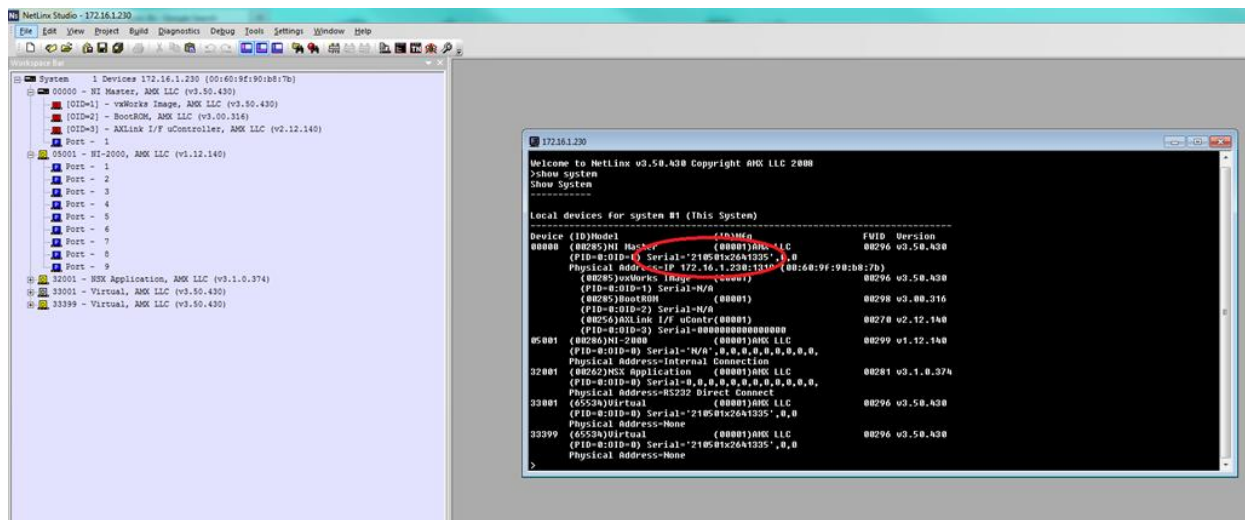 NetLinx Studio - 172.16.1.230
File Edit View Project Build Diagnostics Debug Tools Settings Window Help
Workspace Bar
System 1 Devices 172.16.1.230 (00:60:9f:90:b8:7b)
00000 - NI Master, AMX LLC (v3.50.430)
[OID=1] - vxWorks Image, AMX LLC (v3.50.430)
[OID=2] - BootROM, AMX LLC (v3.00.316)
[OID=3] - AXLink I/F uController, AMX LLC (v2.12.140)
Port - 1
05001 - NI-2000, AMX LLC (v1.12.140)
Port - 1
Port - 2
Port - 3
Port - 4
Port - 5
Port - 6
Port - 7
Port - 8
Port - 9
32001 - NSX Application, AMX LLC (v3.1.0.374)
33001 - Virtual, AMX LLC (v3.50.430)
33399 - Virtual, AMX LLC (v3.50.430)
172.16.1.230
Welcome to NetLinx v3.50.430 Copyright AMX LLC 2008
>show system
Show System
-----------
Local devices for system #1 (This System)
Device (ID)Model (ID)Mfg FWID Version
00000 (00285)NI Master (00001)AMX LLC 00296 v3.50.430
(PID=0:OID=0) Serial='210501x2641335',0,0
Physical Address=IP 172.16.1.230:1319 (00:60:9f:90:b8:7b)
(00285)vxWorks Image (00001) 00296 v3.50.430
(PID=0:OID=1) Serial=N/A
(00285)BootROM (00001) 00298 v3.00.316
(PID=0:OID=2) Serial=N/A
(00256)AXLink I/F uContr(00001) 00270 v2.12.140
(PID=0:OID=3) Serial=0000000000000000
05001 (00286)NI-2000 (00001)AMX LLC 00299 v1.12.140
(PID=0:OID=0) Serial='N/A',0,0,0,0,0,0,0,0,0,
Physical Address=Internal Connection
32001 (00262)NSX Application (00001)AMX LLC 00281 v3.1.0.374
(PID=0:OID=0) Serial=0,0,0,0,0,0,0,0,0,0,0,0,
Physical Address=RS232 Direct Connect
33001 (65534)Virtual (00001)AMX LLC 00296 v3.50.430
(PID=0:OID=0) Serial='210501x2641335',0,0
Physical Address=None
33399 (65534)Virtual (00001)AMX LLC 00296 v3.50.430
(PID=0:OID=0) Serial='210501x2641335',0,0
Physical Address=None
>